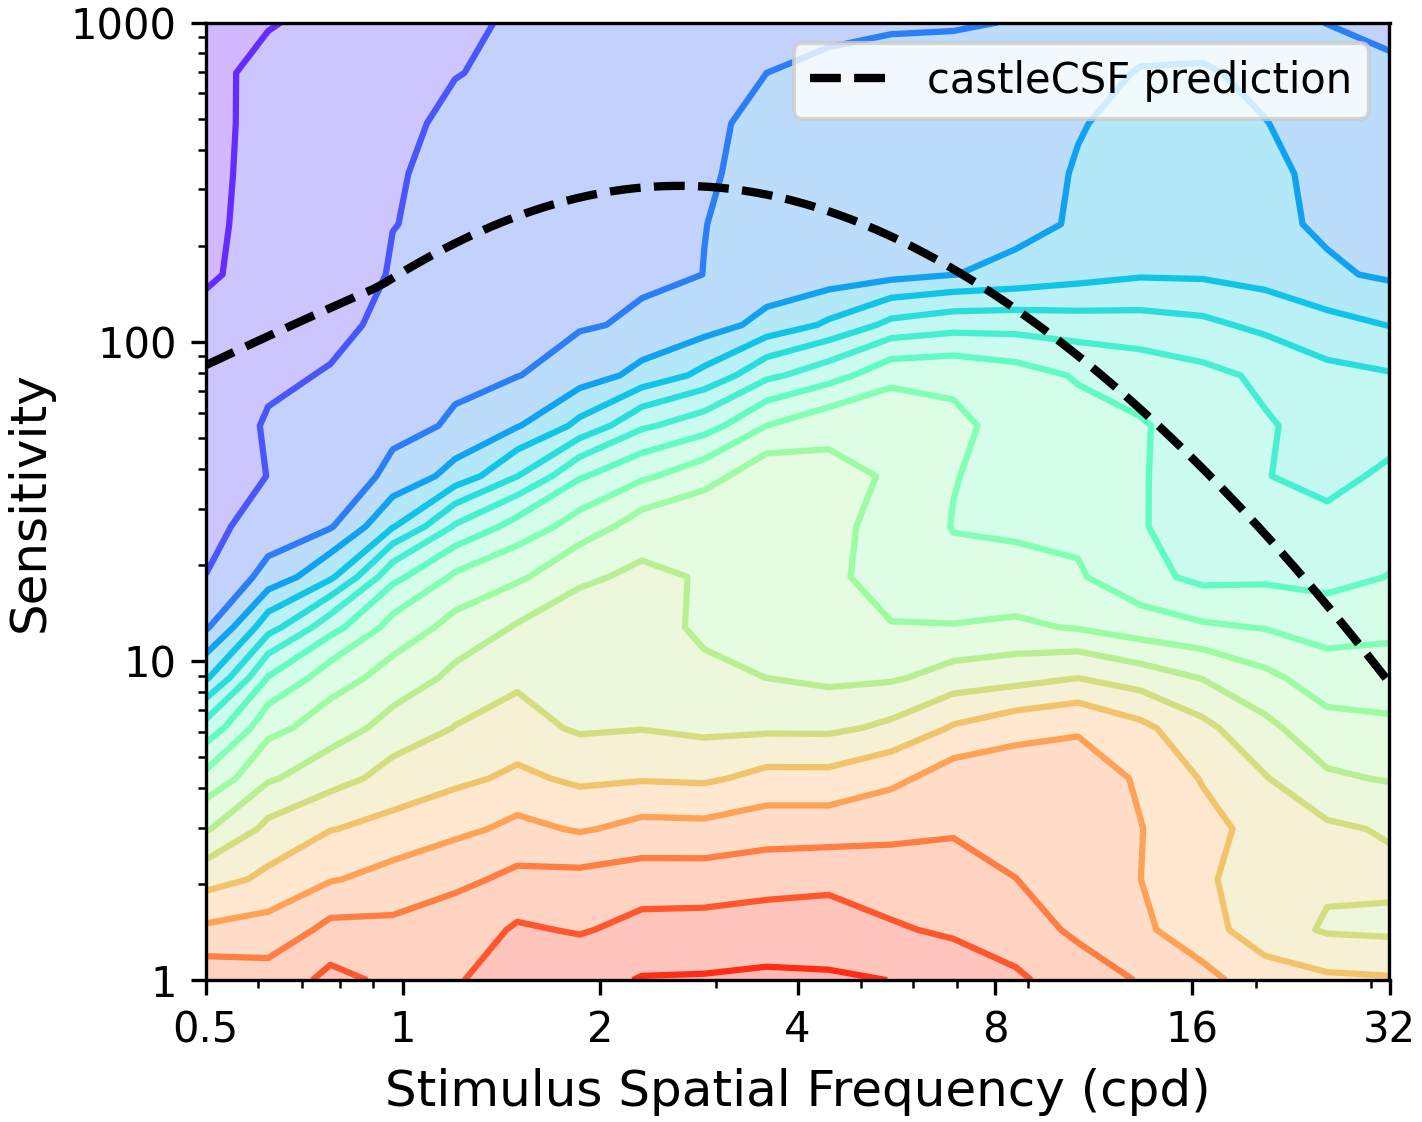 1000
castleCSF prediction
100
Sensitivity
10
1
0.5 1 2 4 8 16 32
Stimulus Spatial Frequency (cpd)